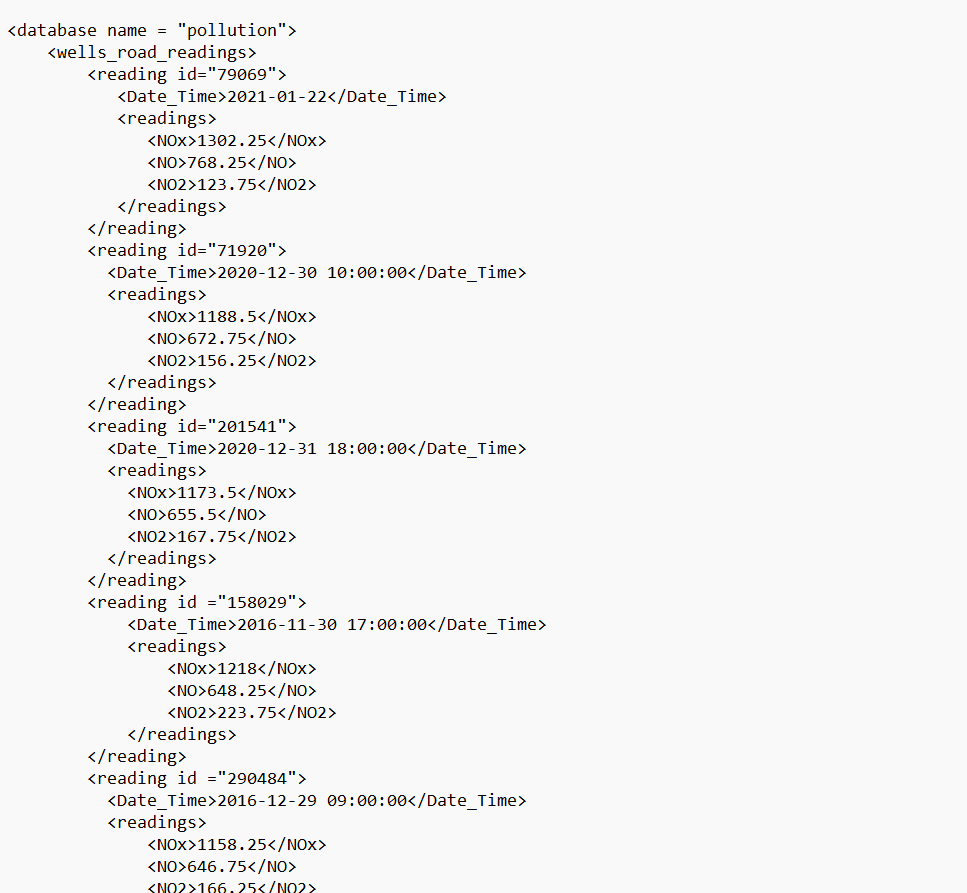 <database name = "pollution">
<wells_road_readings>
<reading id="79069">
<Date_Time>2021-01-22</Date_Time>
<readings>
<NOx>1302.25</NOx>
<NO>768.25</NO>
<NO2>123.75</NO2>
</readings>
</reading>
<reading id="71920">
<Date_Time>2020-12-30 10:00:00</Date_Time>
<readings>
<NOx>1188.5</NOx>
<NO>672.75</NO>
<NO2>156.25</NO2>
</readings>
</reading>
<reading id="201541">
<Date_Time>2020-12-31 18:00:00</Date_Time>
<readings>
<NOx>1173.5</NOx>
<NO>655.5</NO>
<NO2>167.75</NO2>
</readings>
</reading>
<reading id ="158029">
<Date_Time>2016-11-30 17:00:00</Date_Time>
<readings>
<NOx>1218</NOx>
<NO>648.25</NO>
<NO2>223.75</NO2>
</readings>
</reading>
<reading id ="290484">
<Date_Time>2016-12-29 09:00:00</Date_Time>
<readings>
<NOx>1158.25</NOx>
<NO>646.75</NO>
<NO2>166.25</NO2>